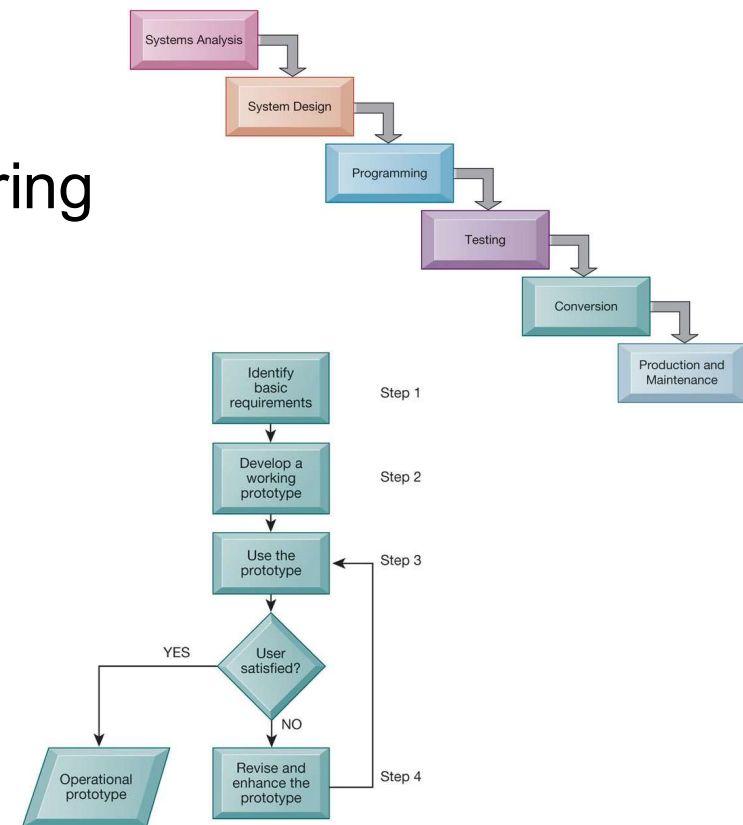 Systems Analysis
System Design
ring
Programming
Testing
Conversion
Production and
Maintenance
Identify
basic
requirements
Step 1
Develop a
working
prototype
Step 2
Use the
prototype
Step 3
YES
User
satisfied?
NO
Operational
prototype
Revise and
enhance the
prototype
Step 4